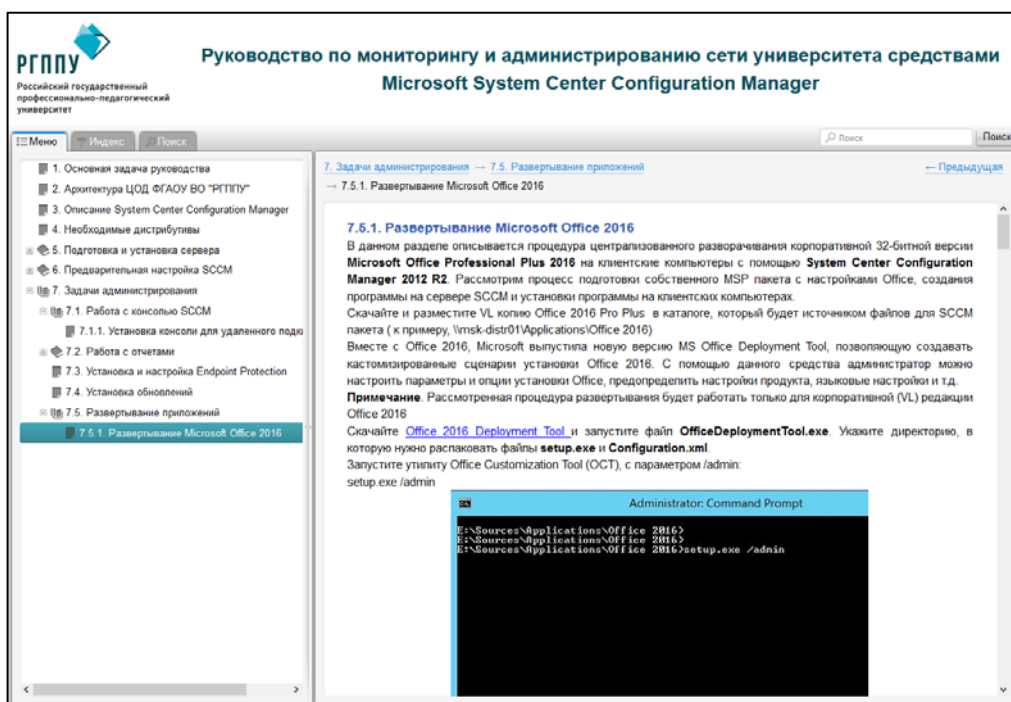 РГППУ
Российский государственный
профессионально-педагогический
университет
Руководство по мониторингу и администрированию сети университета средствами
Microsoft System Center Configuration Manager
Меню
Индекс
Поиск
Поиск
Поиск
1. Основная задача руководства
2. Архитектура ЦОД ФГАОУ ВО "РГППУ"
3. Описание System Center Configuration Manager
4. Необходимые дистрибутивы
5. Подготовка и установка сервера
6. Предварительная настройка SCCM
7. Задачи администрирования
7.1. Работа с консолью SCCM
7.1.1. Установка консоли для удаленного подк
7.2. Работа с отчетами
7.3. Установка и настройка Endpoint Protection
7.4. Установка обновлений
7.5. Развертывание приложений
7.5.1. Развертывание Microsoft Office 2016
7. Задачи администрирования → 7.5. Развертывание приложений
← Предыдущая
→ 7.5.1. Развертывание Microsoft Office 2016
7.5.1. Развертывание Microsoft Office 2016
В данном разделе описывается процедура централизованного разворачивания корпоративной 32-битной версии
Microsoft Office Professional Plus 2016 на клиентские компьютеры с помощью System Center Configuration
Manager 2012 R2. Рассмотрим процесс подготовки собственного MSP пакета с настройками Office, создания
программы на сервере SCCM и установки программы на клиентских компьютерах.
Скачайте и разместите VL копию Office 2016 Pro Plus в каталоге, который будет источником файлов для SCCM
пакета ( к примеру, \\msk-distr01\Applications\Office 2016)
Вместе с Office 2016, Microsoft выпустила новую версию MS Office Deployment Tool, позволяющую создавать
кастомизированные сценарии установки Office 2016. С помощью данного средства администратор можно
настроить параметры и опции установки Office, предопределить настройки продукта, языковые настройки и т.д.
Примечание. Рассмотренная процедура развертывания будет работать только для корпоративной (VL) редакции
Office 2016
Скачайте Office 2016 Deployment Tool и запустите файл OfficeDeploymentTool.exe. Укажите директорию, в
которую нужно распаковать файлы setup.exe и Configuration.xml.
Запустите утилиту Office Customization Tool (OCT), с параметром /admin:
setup.exe /admin
Administrator: Command Prompt
E:\Sources\Applications\Office 2016>
E:\Sources\Applications\Office 2016>
E:\Sources\Applications\Office 2016>setup.exe /admin